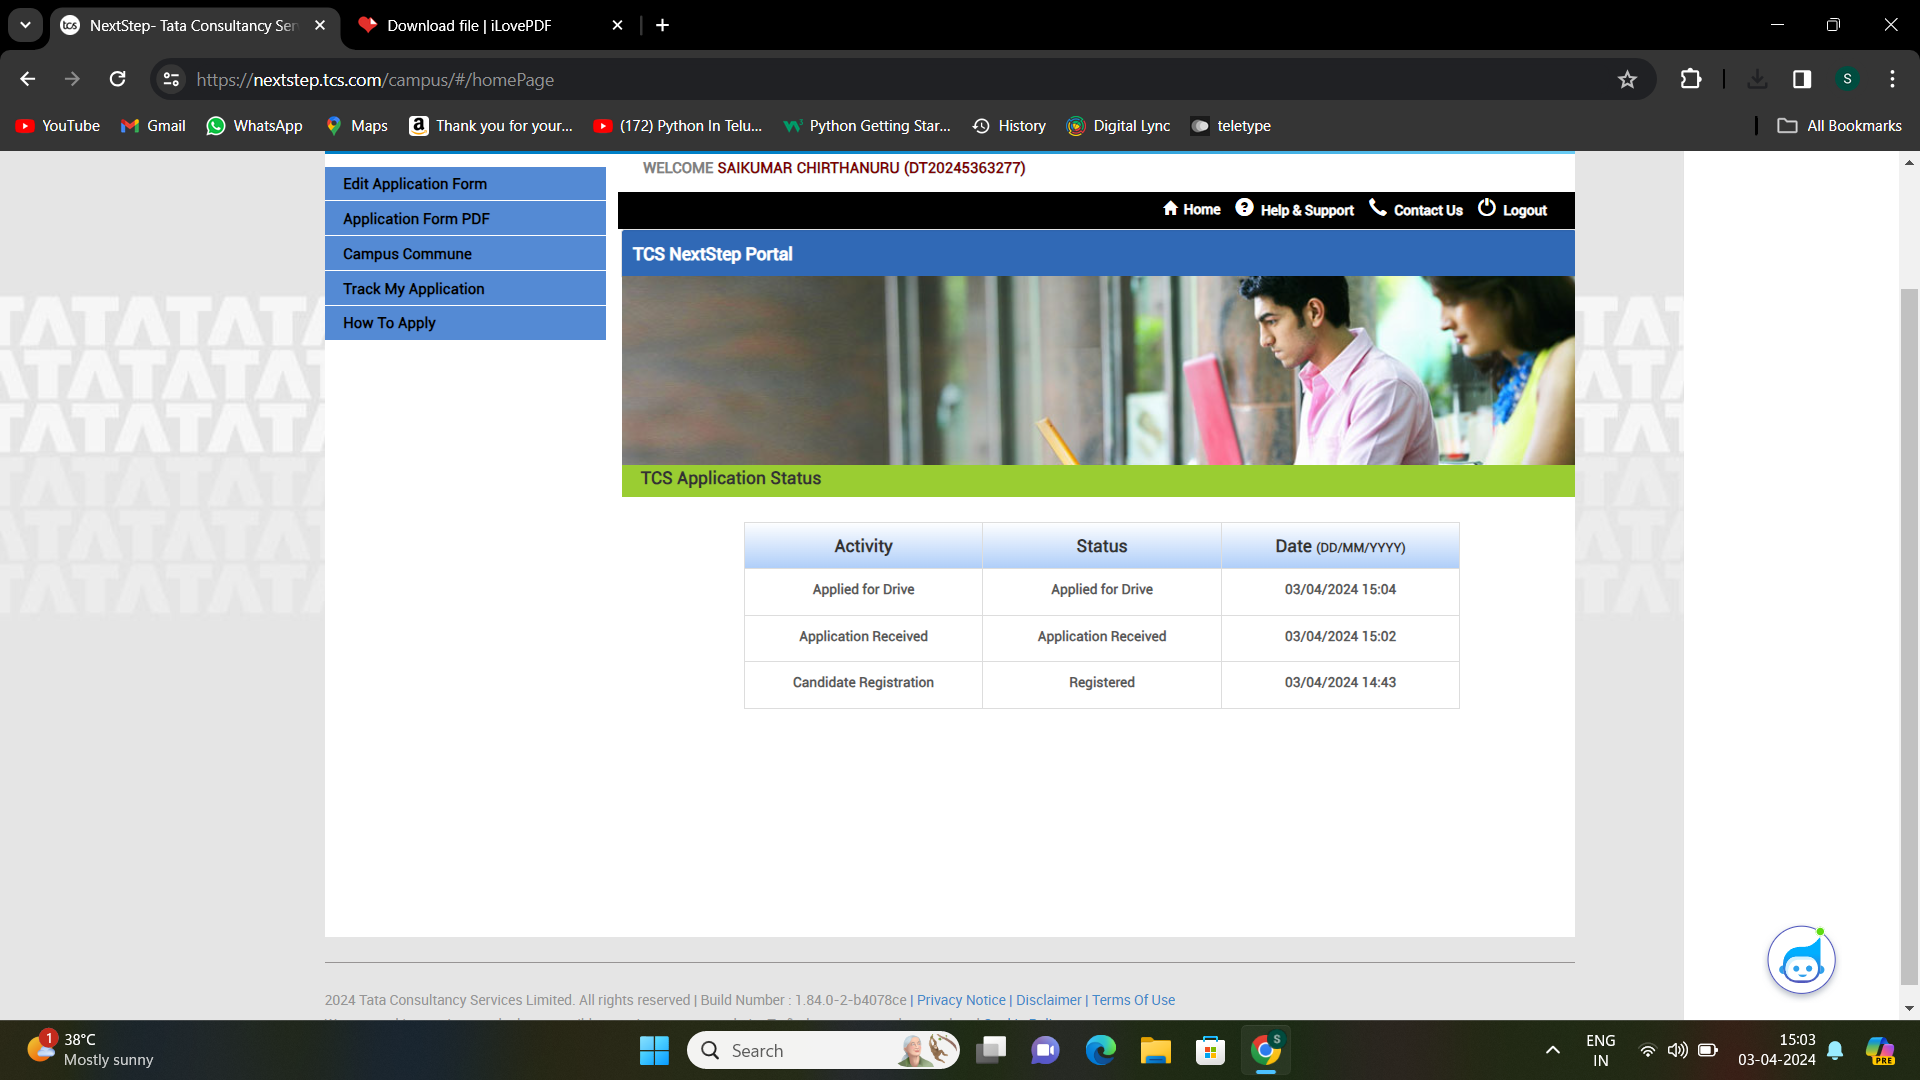 NextStep- Tata Consultancy Ser
Download file | iLovePDF
https://nextstep.tcs.com/campus/#/homePage
S
YouTube
Gmail
WhatsApp
Maps
Thank you for your...
(172) Python In Telu...
Python Getting Star...
History
Digital Lync
teletype
All Bookmarks
WELCOME SAIKUMAR CHIRTHANURU (DT20245363277)
Edit Application Form
Application Form PDF
Campus Commune
Track My Application
How To Apply
Home Help & Support Contact Us Logout
TCS NextStep Portal
TCS Application Status
Activity Status Date (DD/MM/YYYY)
Applied for Drive Applied for Drive 03/04/2024 15:04
Application Received Application Received 03/04/2024 15:02
Candidate Registration Registered 03/04/2024 14:43
2024 Tata Consultancy Services Limited. All rights reserved | Build Number : 1.84.0-2-b4078ce | Privacy Notice | Disclaimer | Terms Of Use
1
38°C
Mostly sunny
Search
S
ENG
IN
15:03
03-04-2024
PRE